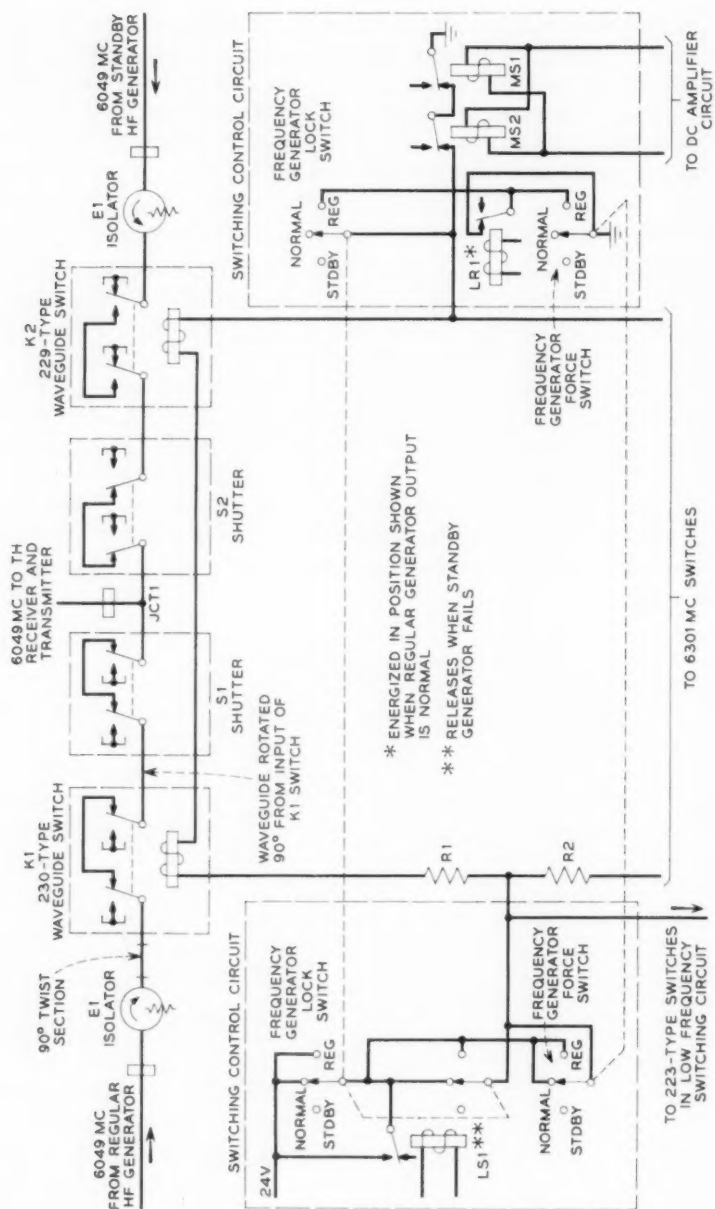 6049 MC
FROM REGULAR
HF GENERATOR
E1
ISOLATOR
90° TWIST
SECTION
K1
230-TYPE
WAVEGUIDE SWITCH
WAVEGUIDE ROTATED
90° FROM INPUT OF
K1 SWITCH
S1
SHUTTER
6049 MC TO TH
RECEIVER AND
TRANSMITTER
JCT1
S2
SHUTTER
K2
229-TYPE
WAVEGUIDE SWITCH
E1
ISOLATOR
6049 MC
FROM STANDBY
HF GENERATOR
SWITCHING CONTROL CIRCUIT
24V
FREQUENCY
GENERATOR
LOCK
SWITCH
NORMAL
REG
STDBY
LS1**
FREQUENCY
GENERATOR
FORCE
SWITCH
NORMAL
REG
STDBY
R1
R2
TO 223-TYPE SWITCHES
IN LOW FREQUENCY
SWITCHING CIRCUIT
* ENERGIZED IN POSITION SHOWN
WHEN REGULAR GENERATOR OUTPUT
IS NORMAL
** RELEASES WHEN STANDBY
GENERATOR FAILS
TO 6301 MC SWITCHES
SWITCHING CONTROL CIRCUIT
FREQUENCY
GENERATOR
LOCK
SWITCH
NORMAL
REG
STDBY
LR1*
NORMAL
REG
STDBY
FREQUENCY
GENERATOR
FORCE
SWITCH
MS2
MS1
TO DC AMPLIFIER
CIRCUIT